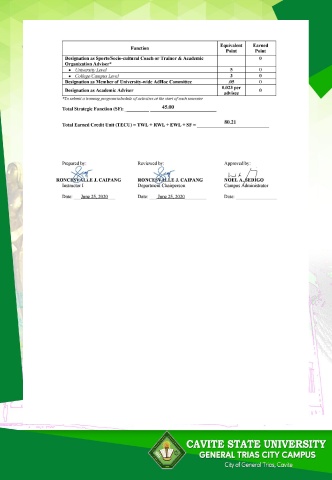 Function Equivalent Point Earned Point
Designation as Sports/Socio-cultural Coach or Trainer & Academic Organization Adviser* 0
• University Level 5 0
• College/Campus Level 3 0
Designation as Member of University-wide AdHoc Committee .05 0
Designation as Academic Adviser 0.023 per advisee 0
*To submit a training program/schedule of activities at the start of each semester
Total Strategic Function (SF): 45.00
Total Earned Credit Unit (TECU) = TWL + RWL + EWL + SF = 80.21
Prepared by: Reviewed by: Approved by:
RONCESVALLE J. CAIPANG RONCESVALLE J. CAIPANG NOEL A. SEDIGO
Instructor I Department Chairperson Campus Administrator
Date: June 25, 2020 Date: June 25, 2020 Date:
CAVITE STATE UNIVERSITY
GENERAL TRIAS CITY CAMPUS
City of General Trias, Cavite